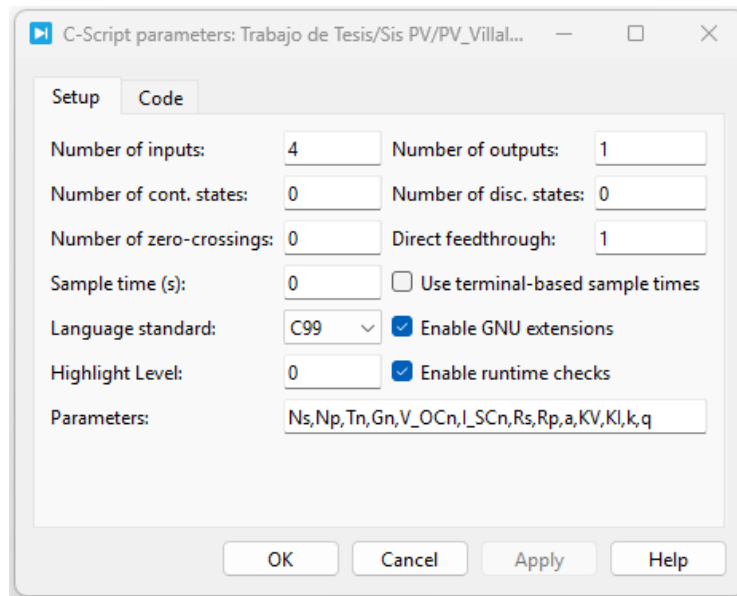 C-Script parameters: Trabajo de Tesis/Sis PV/PV_Villal...
Setup Code
Number of inputs: 4 Number of outputs: 1
Number of cont. states: 0 Number of disc. states: 0
Number of zero-crossings: 0 Direct feedthrough: 1
Sample time (s): 0 Use terminal-based sample times
Language standard: C99 Enable GNU extensions
Highlight Level: 0 Enable runtime checks
Parameters: Ns,Np,Tn,Gn,V_OCn,I_SCn,Rs,Rp,a,KV,KI,k,q
OK Cancel Apply Help